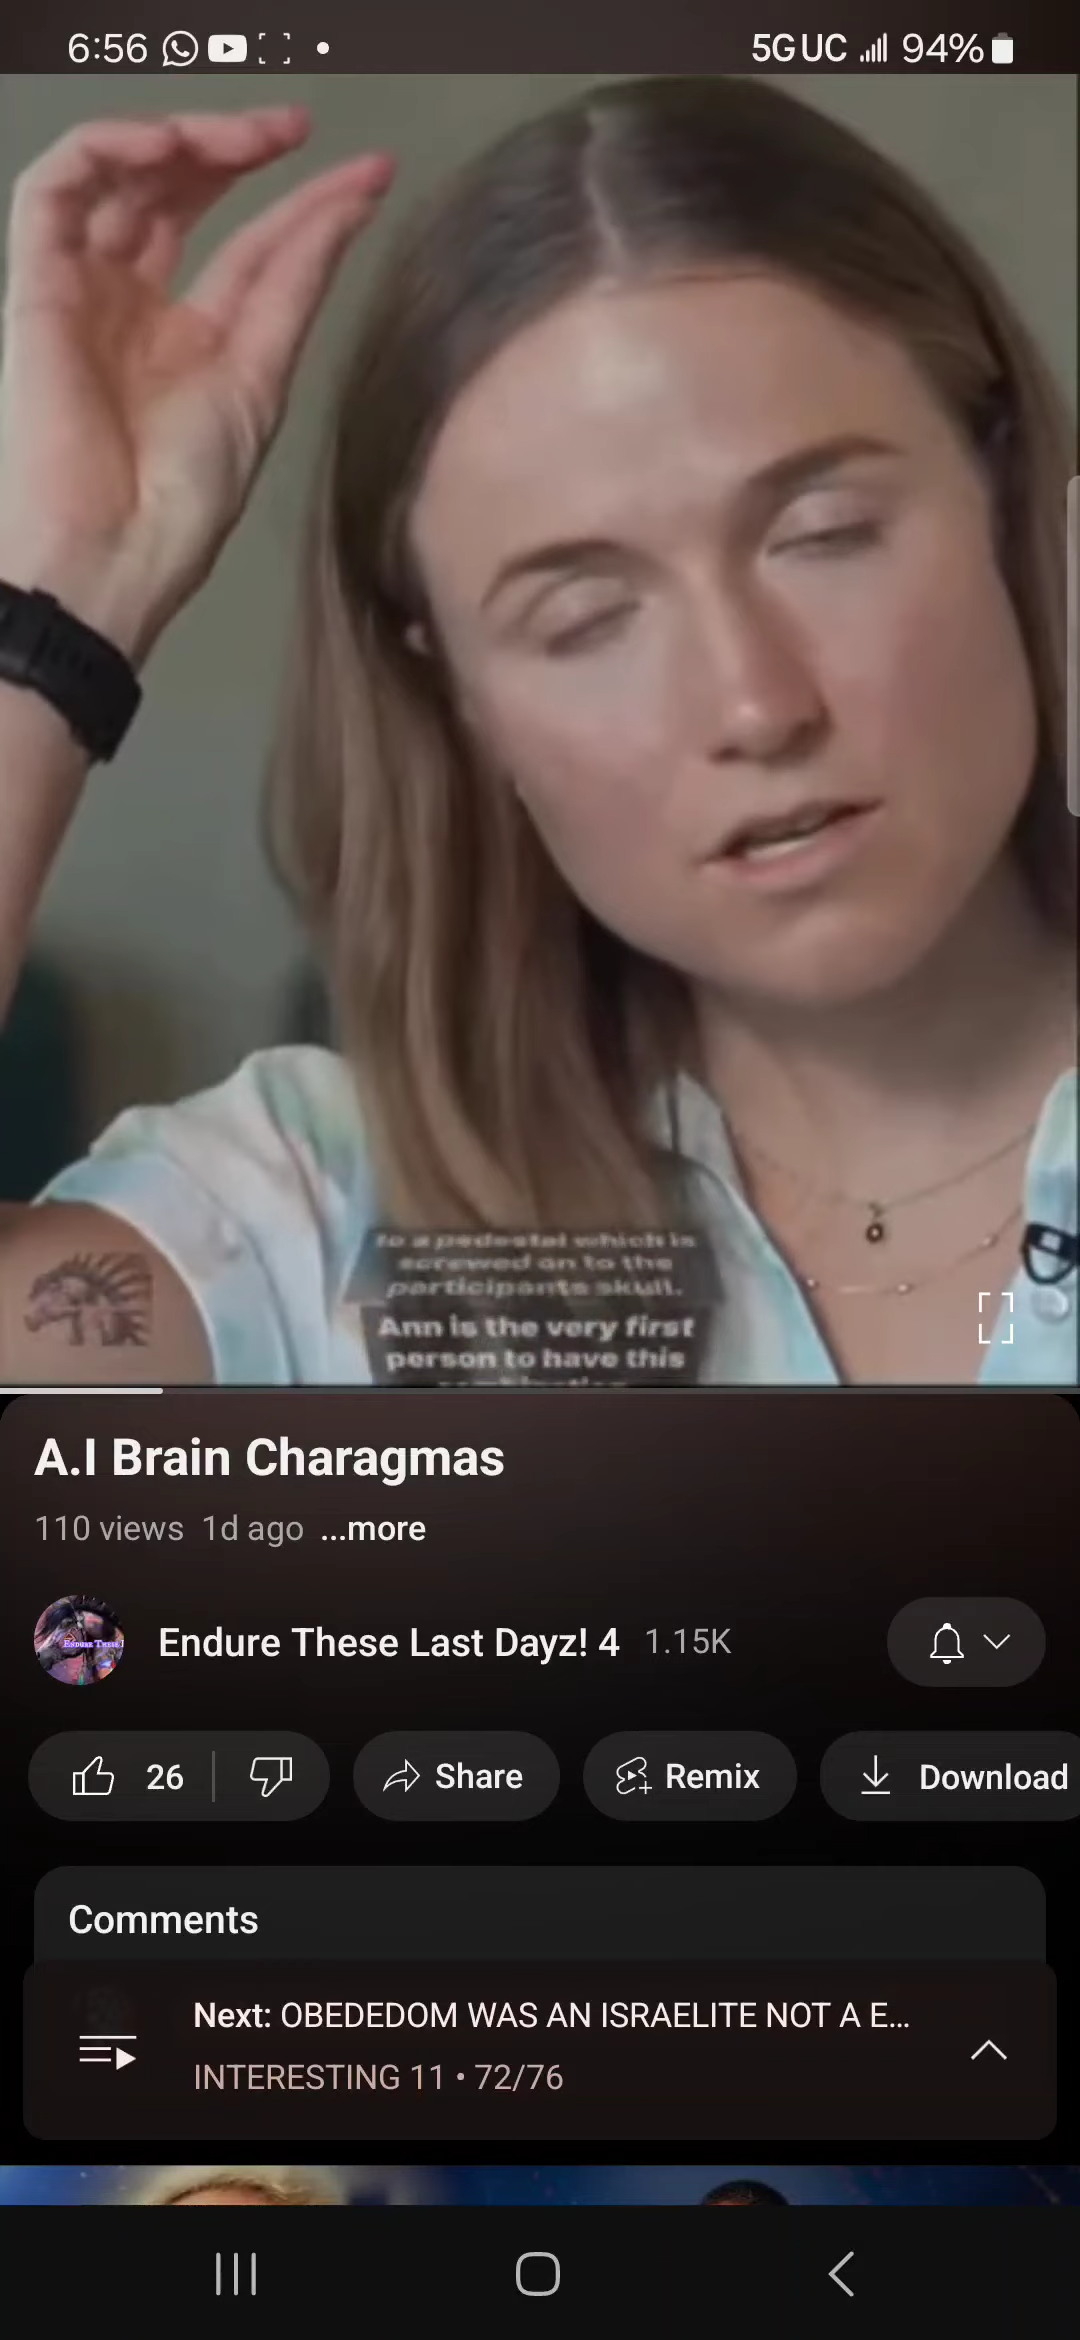 6:56
5G UC 94%
to a pedestal which is
screwed on to the
participants skull.
Ann is the very first
person to have this
A.I Brain Charagmas
110 views 1d ago ...more
Endure These Last Dayz! 4 1.15K
26 Share Remix Download
Comments
Next: OBEDEDOM WAS AN ISRAELITE NOT A E...
INTERESTING 11 • 72/76